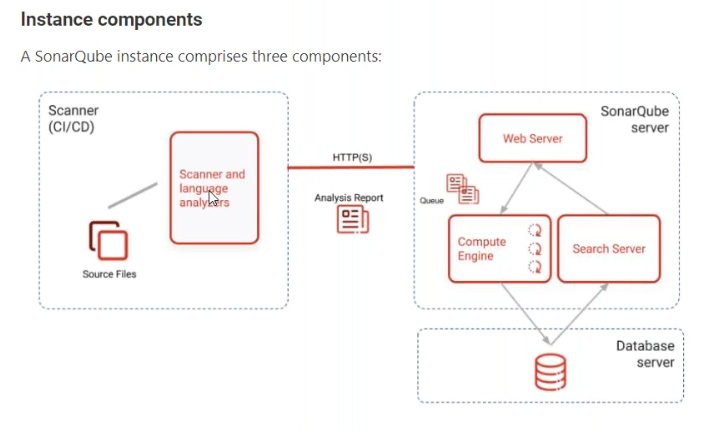 Instance components
A SonarQube instance comprises three components:
Scanner
(CI/CD)
Scanner and
language
analyzers
Source Files
HTTP(S)
Analysis Report
SonarQube
server
Web Server
Queue
Compute
Engine
Search Server
Database
server